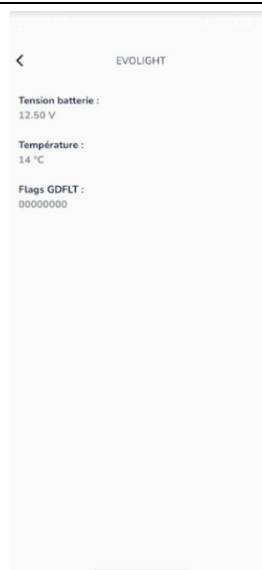 EVOLIGHT
Tension batterie :
12.50 V
Température :
14 °C
Flags GDFLT :
00000000